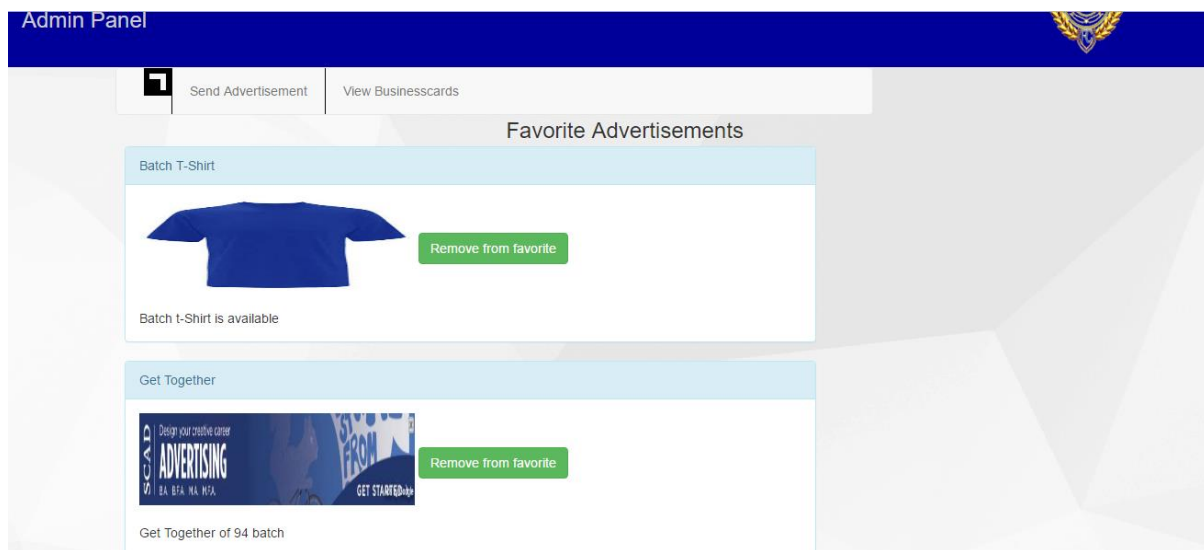 Admin Panel
Send Advertisement
View Businesscards
Favorite Advertisements
Batch T-Shirt
Remove from favorite
Batch t-Shirt is available
Get Together
SCAD
Design your creative career
ADVERTISING
BA BFA MA MFA
FROM
GET STARTED
Remove from favorite
Get Together of 94 batch